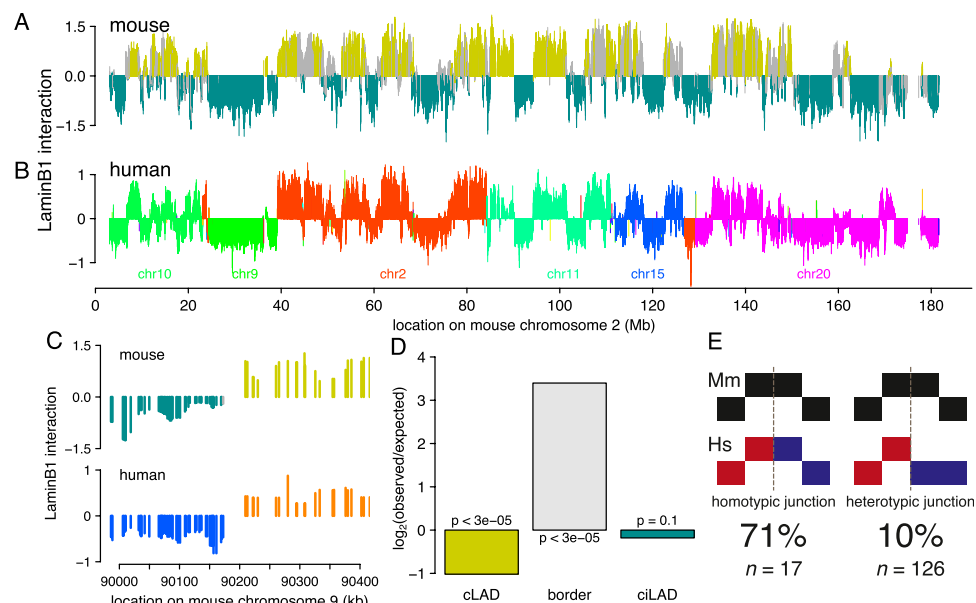 A
mouse
1.5
0.0
−1.5
LaminB1 interaction
B
human
1
0
−1
chr10
chr9
chr2
chr11
chr15
chr20
0 20 40 60 80 100 120 140 160 180
location on mouse chromosome 2 (Mb)
C
mouse
1.5
0.0
−1.5
LaminB1 interaction
human
1
0
−1
90000 90100 90200 90300 90400
location on mouse chromosome 9 (kb)
D
4
3
2
1
0
−1
log2(observed/expected)
p < 3e−05
p < 3e−05
p = 0.1
cLAD border ciLAD
E
Mm
Hs
homotypic junction heterotypic junction
71% 10%
n = 17 n = 126